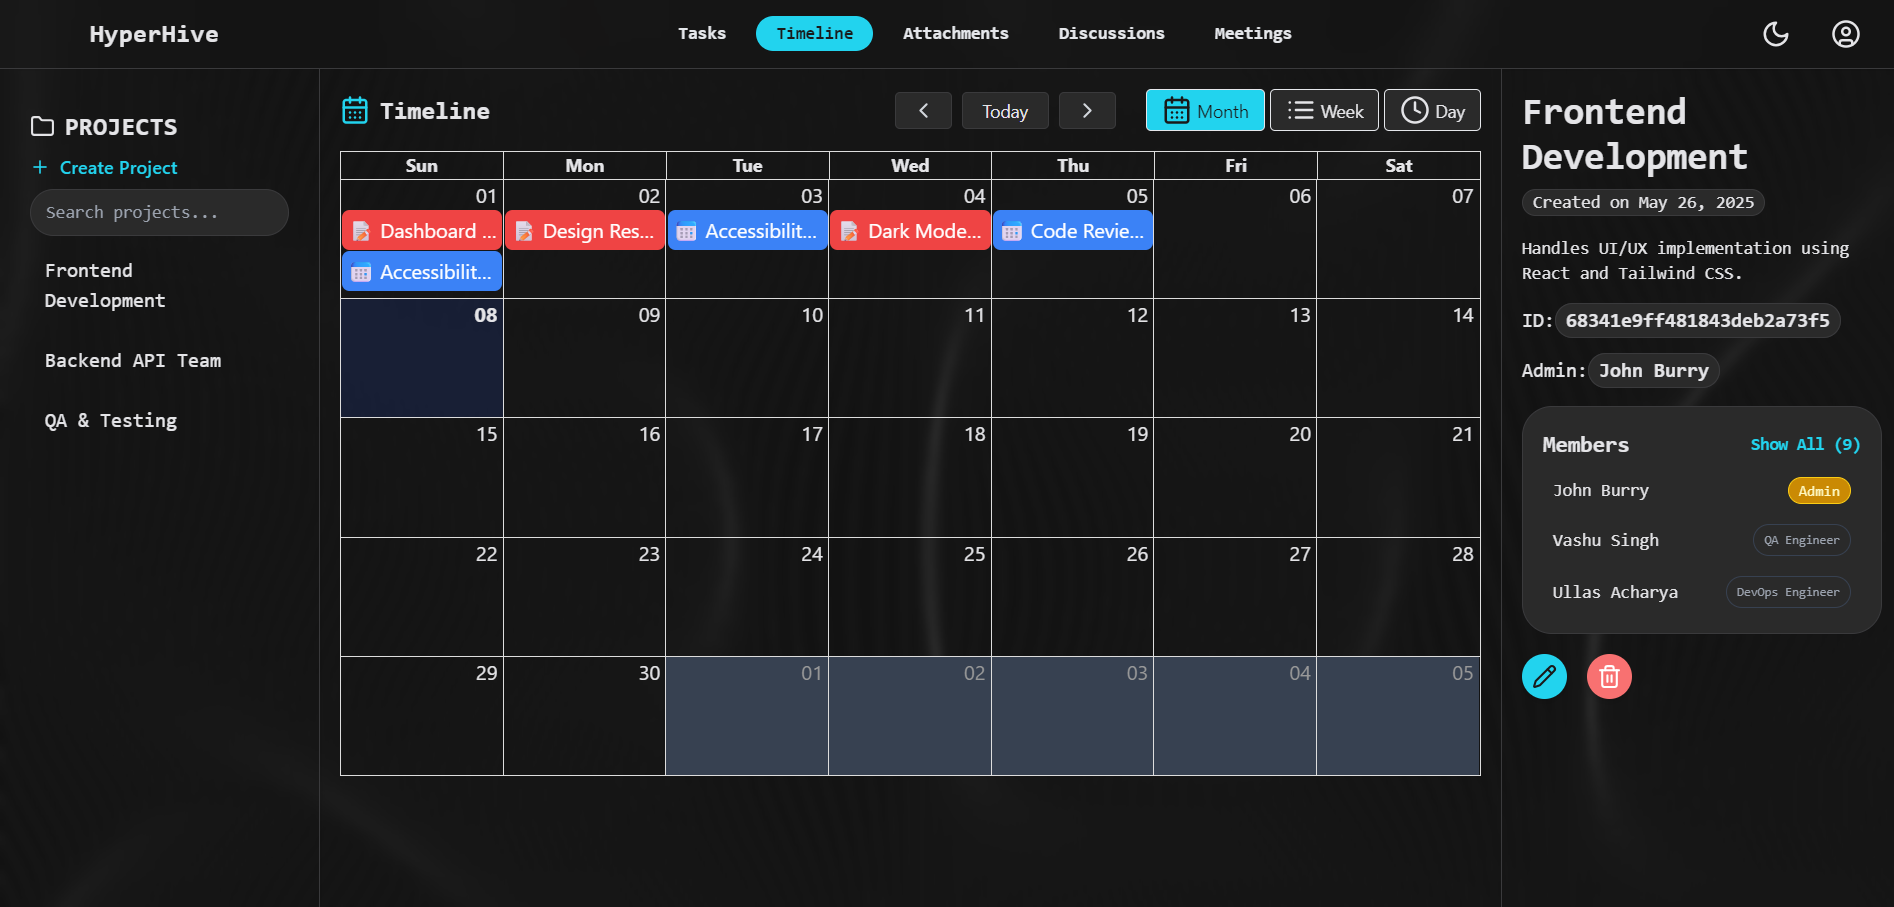 HyperHive
Tasks
Timeline
Attachments
Discussions
Meetings
PROJECTS
+ Create Project
Search projects...
Frontend
Development
Backend API Team
QA & Testing
Timeline
Today
Month
Week
Day
Sun Mon Tue Wed Thu Fri Sat
01 02 03 04 05 06 07
Dashboard ... Design Res... Accessibilit... Dark Mode... Code Revie...
Accessibilit...
08 09 10 11 12 13 14
15 16 17 18 19 20 21
22 23 24 25 26 27 28
29 30 01 02 03 04 05
Frontend
Development
Created on May 26, 2025
Handles UI/UX implementation using
React and Tailwind CSS.
ID: 68341e9ff481843deb2a73f5
Admin: John Burry
Members Show All (9)
John Burry Admin
Vashu Singh QA Engineer
Ullas Acharya DevOps Engineer